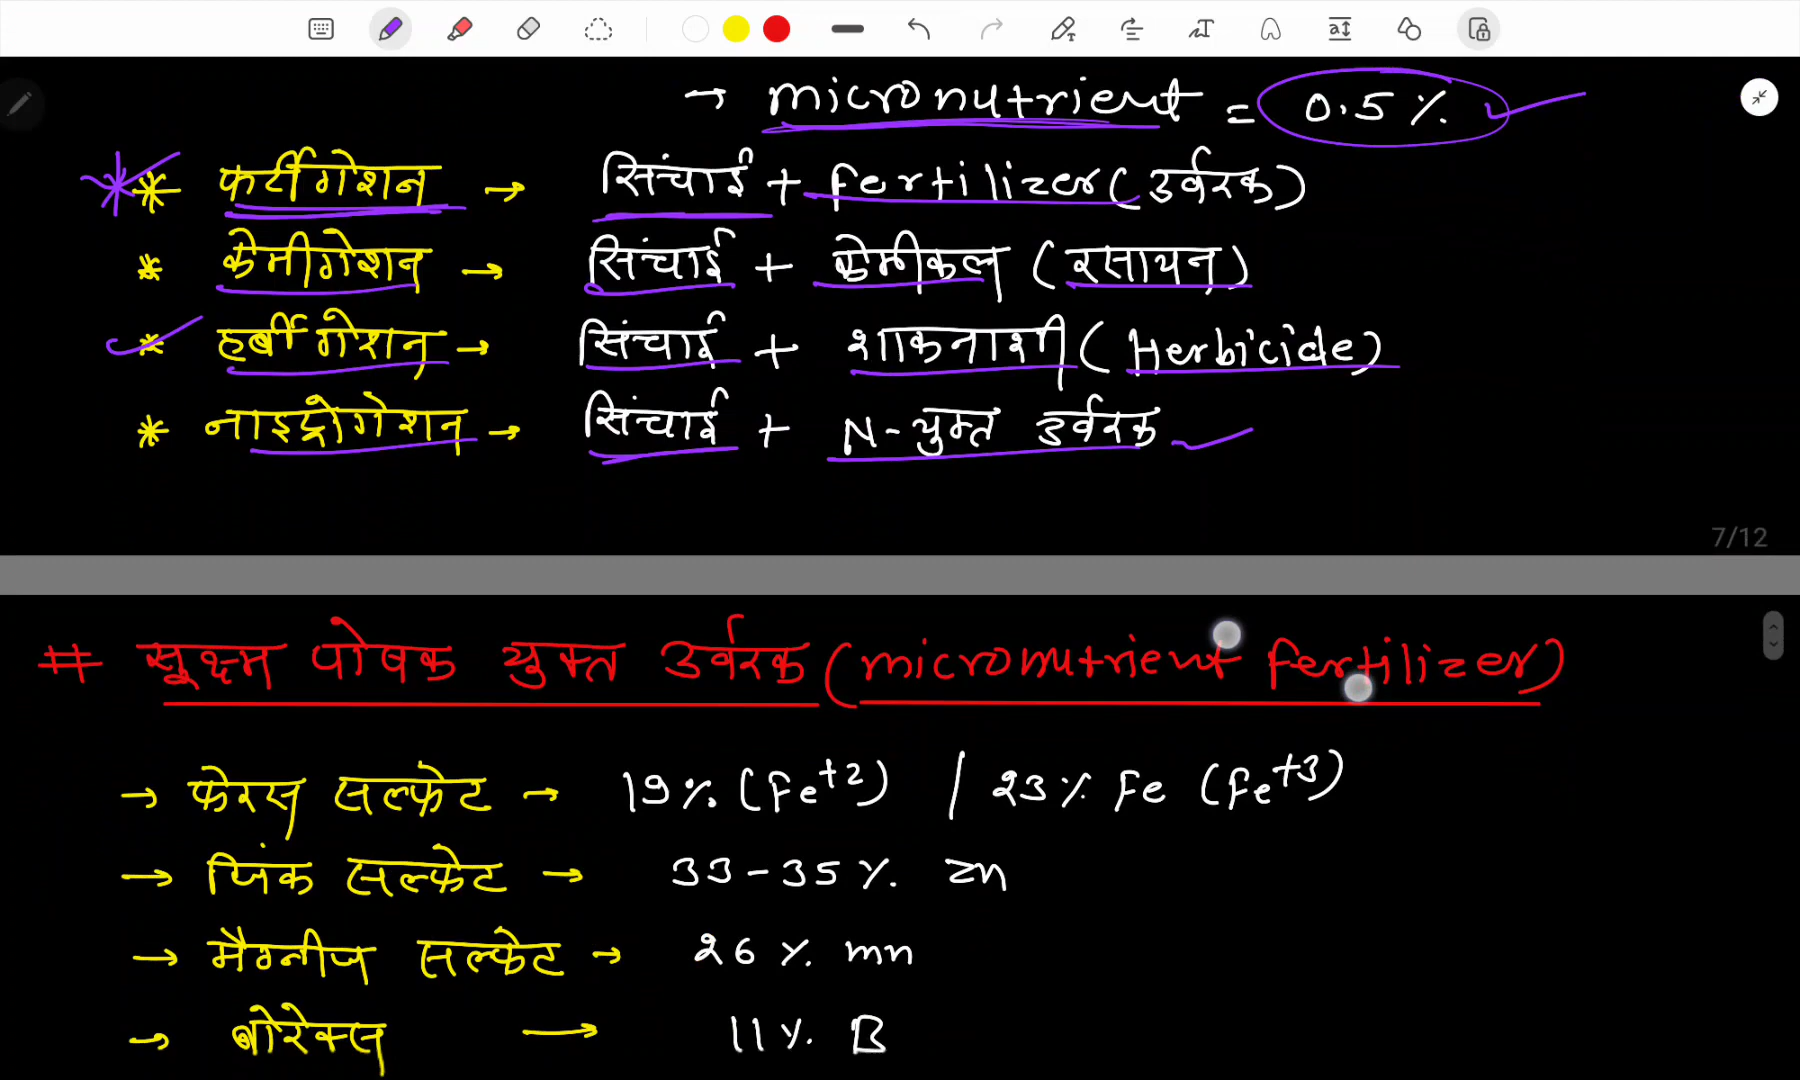 → micronutrient = 0.5%
* फर्टीगेशन → सिंचाई + fertilizer (उर्वरक)
* केमीगेशन → सिंचाई + केमीकल (रसायन)
* हर्बीगेशन → सिंचाई + शाकनाशी (Herbicide)
* नाइट्रोगेशन → सिंचाई + N-युक्त उर्वरक
7/12
# सूक्ष्म पोषक युक्त उर्वरक (micronutrient fertilizer)
→ फेरस सल्फेट → 19% (Fe+2) / 23% Fe (Fe+3)
→ जिंक सल्फेट → 33-35% zn
→ मैग्नीज सल्फेट → 26% mn
→ बोरेक्स → 11% B